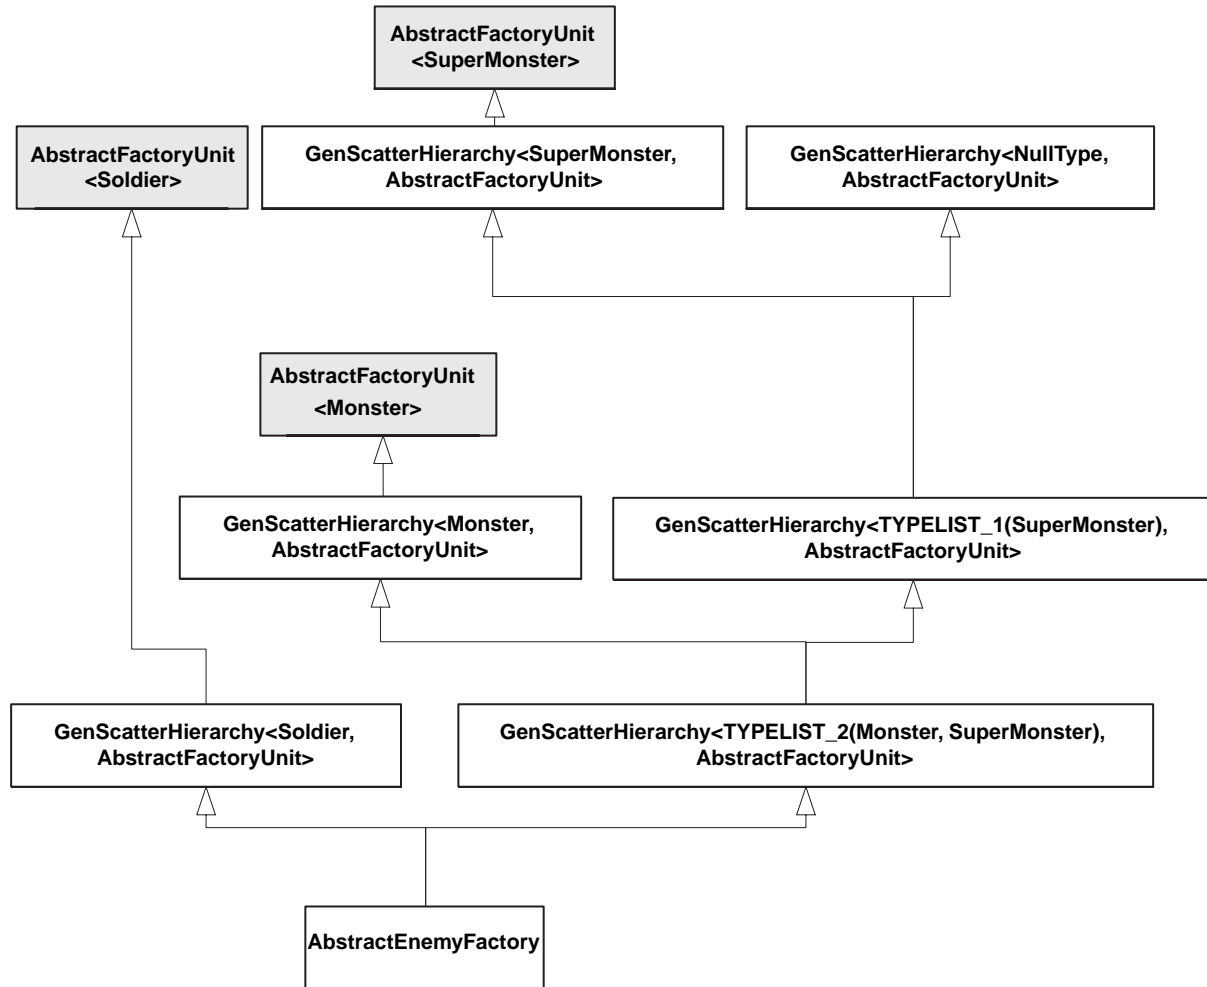 AbstractFactoryUnit
<SuperMonster>
AbstractFactoryUnit
<Soldier>
GenScatterHierarchy<SuperMonster,
AbstractFactoryUnit>
GenScatterHierarchy<NullType,
AbstractFactoryUnit>
AbstractFactoryUnit
<Monster>
GenScatterHierarchy<Monster,
AbstractFactoryUnit>
GenScatterHierarchy<TYPELIST_1(SuperMonster),
AbstractFactoryUnit>
GenScatterHierarchy<Soldier,
AbstractFactoryUnit>
GenScatterHierarchy<TYPELIST_2(Monster, SuperMonster),
AbstractFactoryUnit>
AbstractEnemyFactory